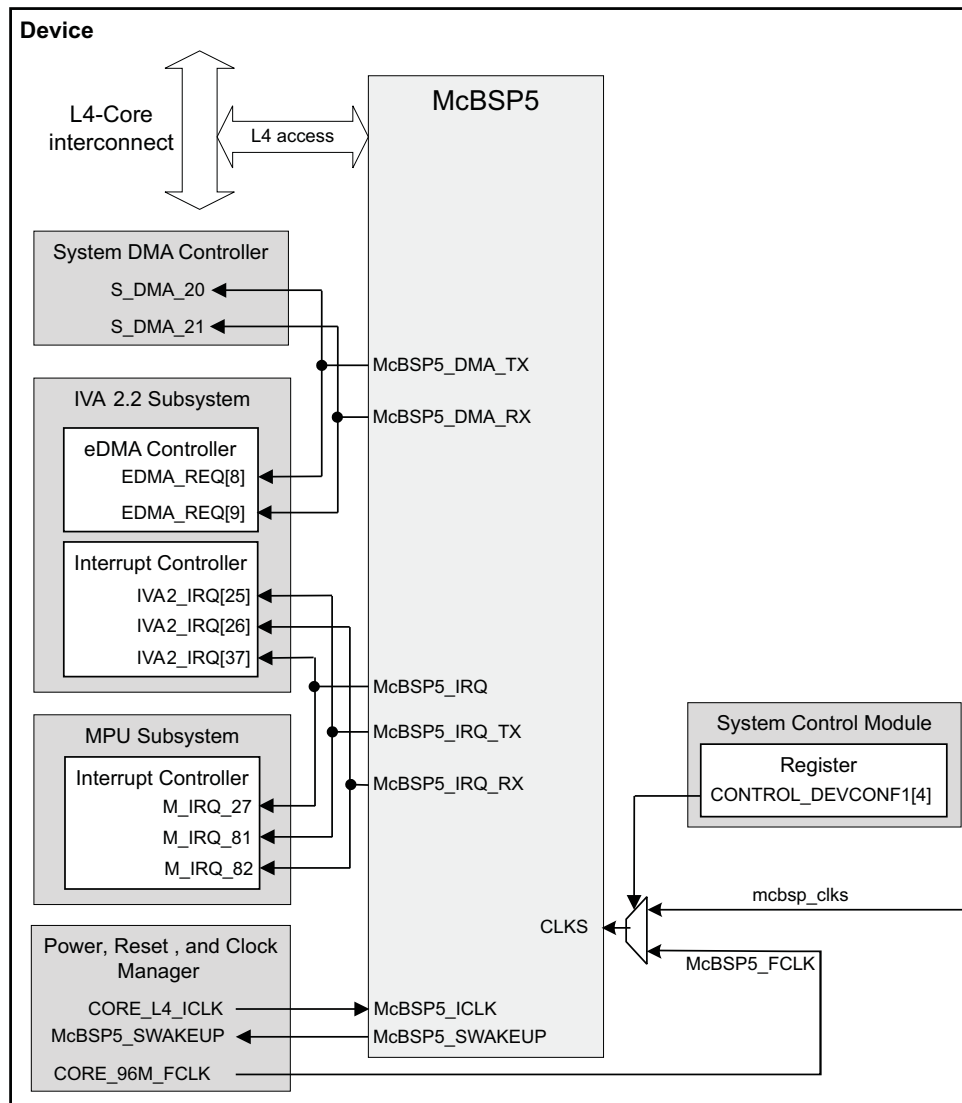 Device
L4-Core
interconnect
L4 access
McBSP5
System DMA Controller
S_DMA_20
S_DMA_21
McBSP5_DMA_TX
McBSP5_DMA_RX
IVA 2.2 Subsystem
eDMA Controller
EDMA_REQ[8]
EDMA_REQ[9]
Interrupt Controller
IVA2_IRQ[25]
IVA2_IRQ[26]
IVA2_IRQ[37]
McBSP5_IRQ
McBSP5_IRQ_TX
McBSP5_IRQ_RX
MPU Subsystem
Interrupt Controller
M_IRQ_27
M_IRQ_81
M_IRQ_82
System Control Module
Register
CONTROL_DEVCONF1[4]
mcbsp_clks
CLKS
McBSP5_FCLK
Power, Reset , and Clock
Manager
CORE_L4_ICLK
McBSP5_SWAKEUP
CORE_96M_FCLK
McBSP5_ICLK
McBSP5_SWAKEUP